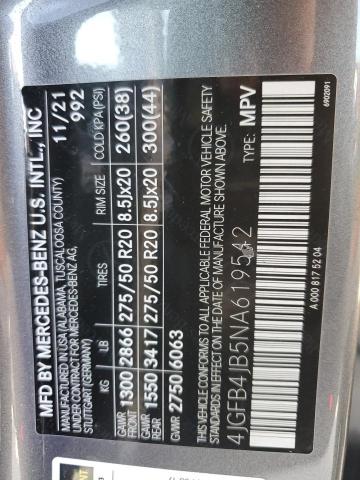 MFD BY MERCEDES-BENZ U.S. INTL., INC
MANUFACTURED IN USA (ALABAMA, TUSCALOOSA COUNTY) 11/21
UNDER CONTRACT FOR MERCEDES-BENZ AG, 992
STUTTGART (GERMANY)
KG LB TIRES RIM SIZE COLD KPA (PSI)
GAWR FRONT 1300 2866 275/50 R20 8.5Jx20 260(38)
GAWR REAR 1550 3417 275/50 R20 8.5Jx20 300(44)
GVWR 2750 6063
THIS VEHICLE CONFORMS TO ALL APPLICABLE FEDERAL MOTOR VEHICLE SAFETY
STANDARDS IN EFFECT ON THE DATE OF MANUFACTURE SHOWN ABOVE.
4JGFB4JB5NA619542 TYPE: MPV
A 000 817 52 04
6902091